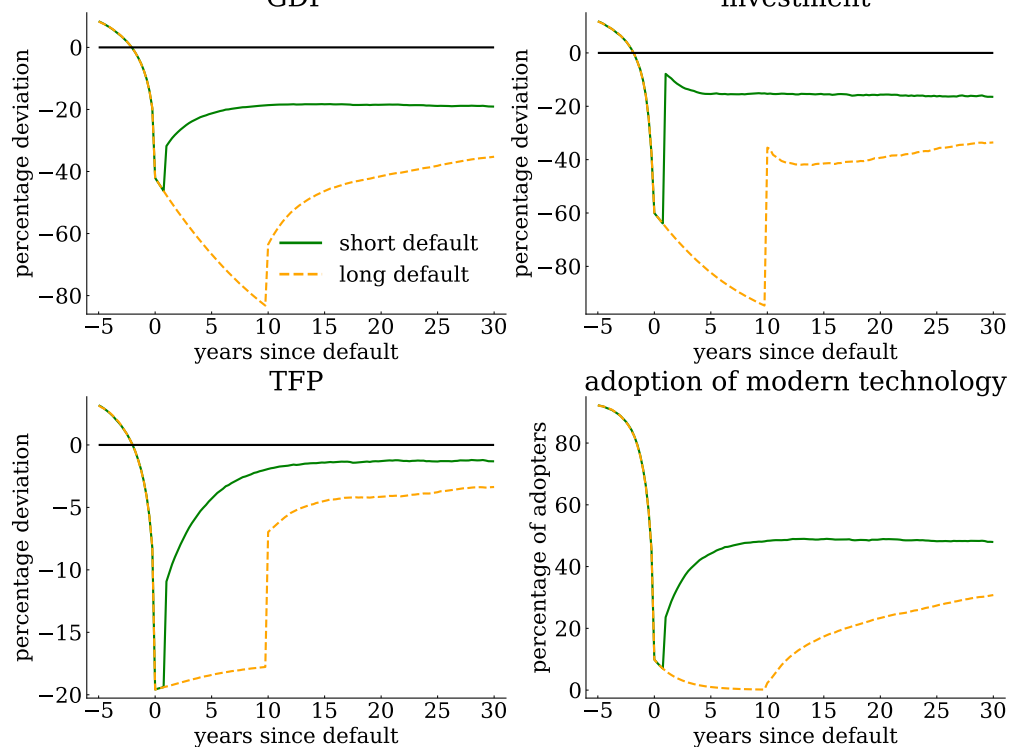 GDP
investment
percentage deviation
0
−20
−40
−60
−80
short default
long default
−5 0 5 10 15 20 25 30
years since default
percentage deviation
0
−20
−40
−60
−80
−5 0 5 10 15 20 25 30
years since default
TFP
adoption of modern technology
percentage deviation
0
−5
−10
−15
−20
−5 0 5 10 15 20 25 30
years since default
percentage of adopters
80
60
40
20
0
−5 0 5 10 15 20 25 30
years since default